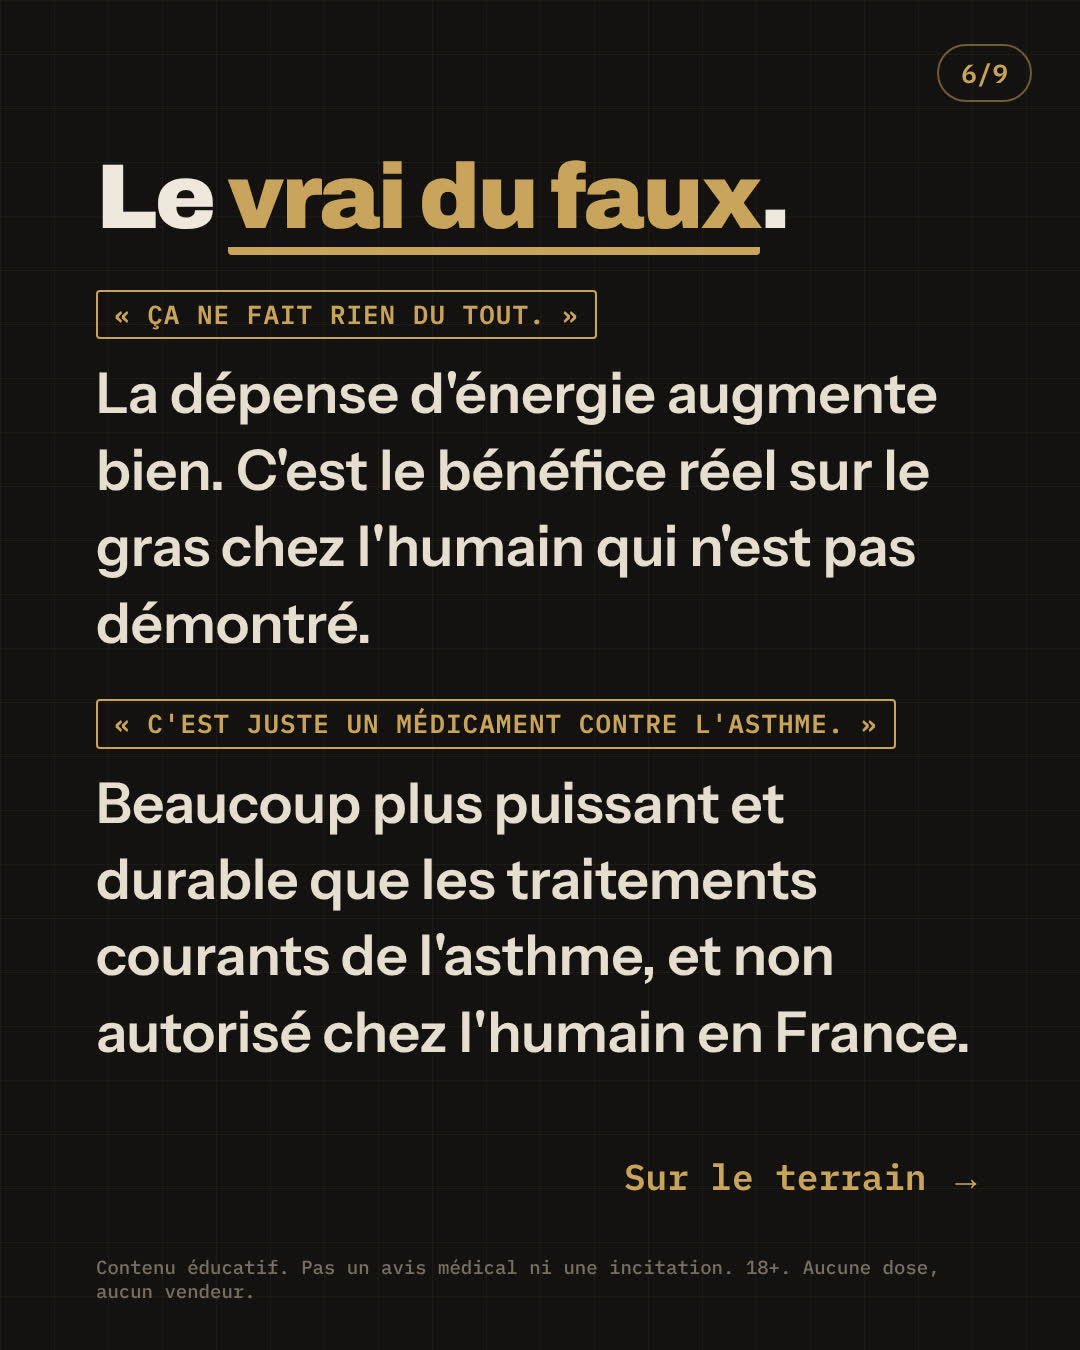 6/9
Le vrai du faux.
« ÇA NE FAIT RIEN DU TOUT. »
La dépense d'énergie augmente
bien. C'est le bénéfice réel sur le
gras chez l'humain qui n'est pas
démontré.
« C'EST JUSTE UN MÉDICAMENT CONTRE L'ASTHME. »
Beaucoup plus puissant et
durable que les traitements
courants de l'asthme, et non
autorisé chez l'humain en France.
Sur le terrain →
Contenu éducatif. Pas un avis médical ni une incitation. 18+. Aucune dose,
aucun vendeur.